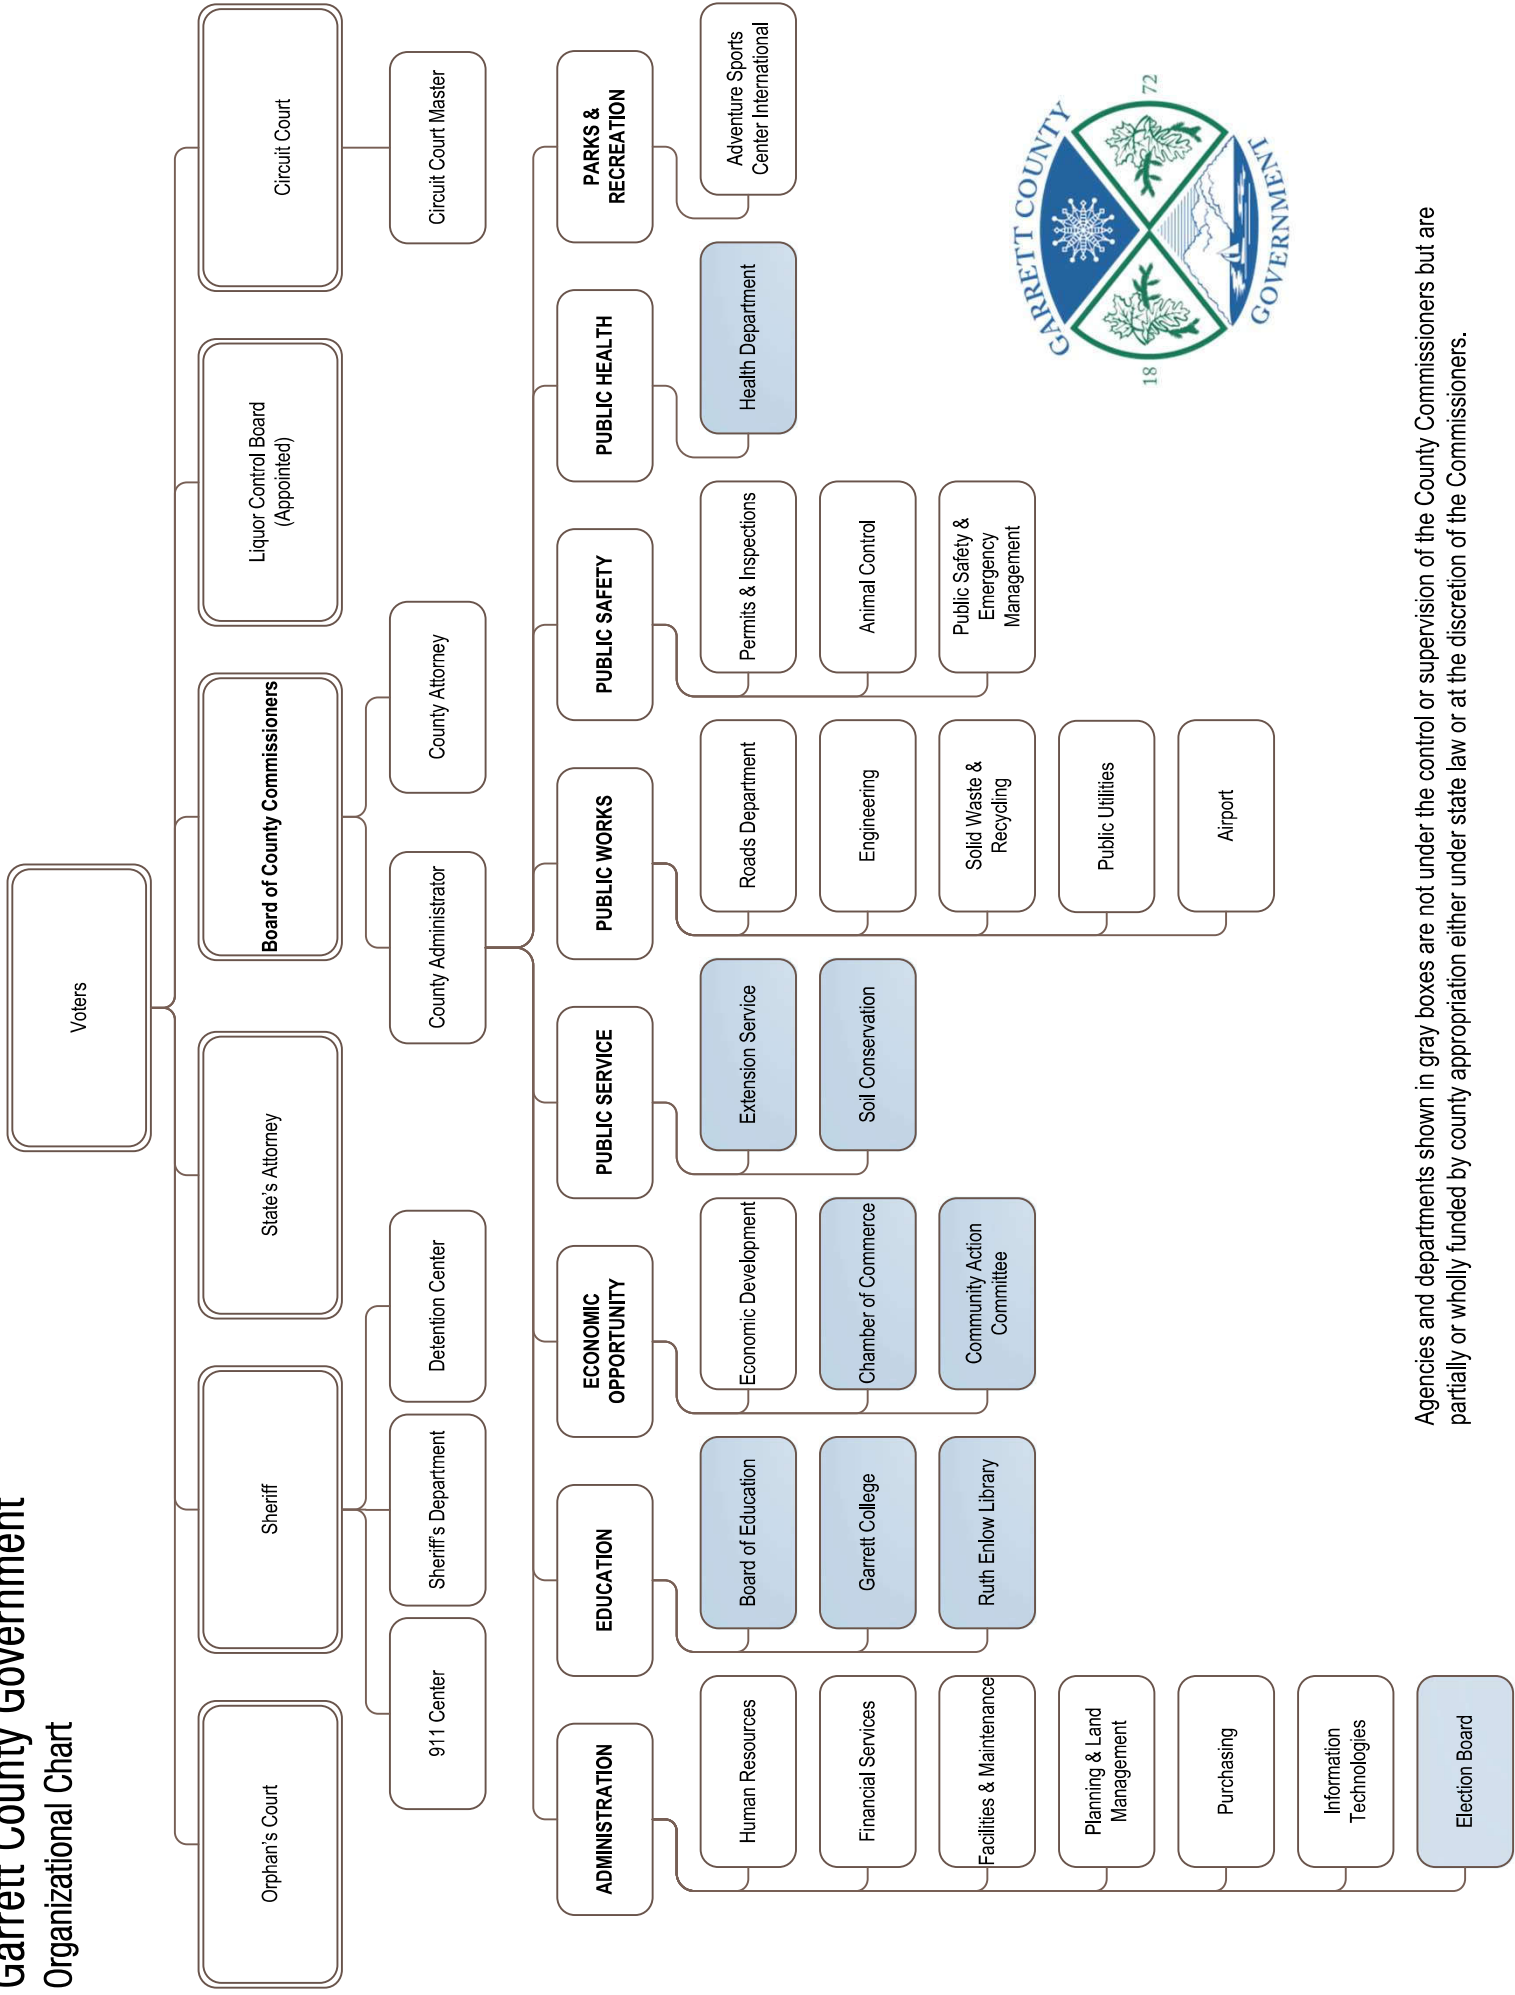 Garrett County Government
Organizational Chart
Voters
Orphan's Court
Sheriff
State's Attorney
Board of County Commissioners
Liquor Control Board
(Appointed)
Circuit Court
911 Center
Sheriff's Department
Detention Center
County Administrator
County Attorney
Circuit Court Master
ADMINISTRATION
Human Resources
Financial Services
Facilities & Maintenance
Planning & Land
Management
Purchasing
Information
Technologies
Election Board
EDUCATION
Board of Education
Garrett College
Ruth Enlow Library
ECONOMIC
OPPORTUNITY
Economic Development
Chamber of Commerce
Community Action
Committee
PUBLIC SERVICE
Extension Service
Soil Conservation
PUBLIC WORKS
Roads Department
Engineering
Solid Waste &
Recycling
Public Utilities
Airport
PUBLIC SAFETY
Permits & Inspections
Animal Control
Public Safety &
Emergency
Management
PUBLIC HEALTH
Health Department
PARKS &
RECREATION
Adventure Sports
Center International
GARRETT COUNTY
18 72
GOVERNMENT
Agencies and departments shown in gray boxes are not under the control or supervision of the County Commissioners but are
partially or wholly funded by county appropriation either under state law or at the discretion of the Commissioners.